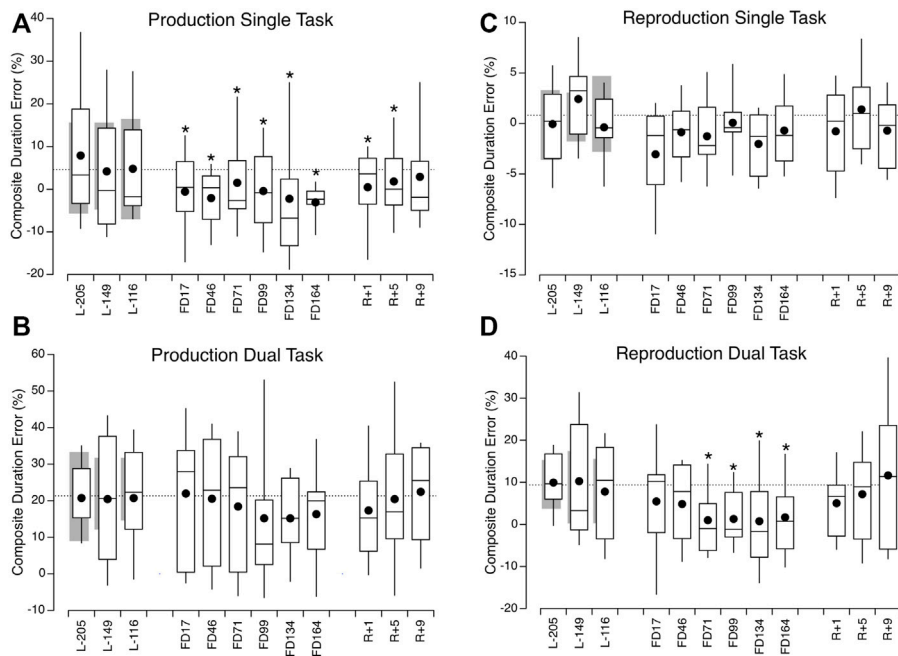 A
Production Single Task
Composite Duration Error (%)
40
30
20
10
0
-10
-20
* * * * * * * *
L-205 L-149 L-116 FD17 FD46 FD71 FD99 FD134 FD164 R+1 R+5 R+9
B
Production Dual Task
Composite Duration Error (%)
60
50
40
30
20
10
0
-10
L-205 L-149 L-116 FD17 FD46 FD71 FD99 FD134 FD164 R+1 R+5 R+9
C
Reproduction Single Task
Composite Duration Error (%)
10
5
0
-5
-10
-15
L-205 L-149 L-116 FD17 FD46 FD71 FD99 FD134 FD164 R+1 R+5 R+9
D
Reproduction Dual Task
Composite Duration Error (%)
40
30
20
10
0
-10
-20
* * * *
L-205 L-149 L-116 FD17 FD46 FD71 FD99 FD134 FD164 R+1 R+5 R+9